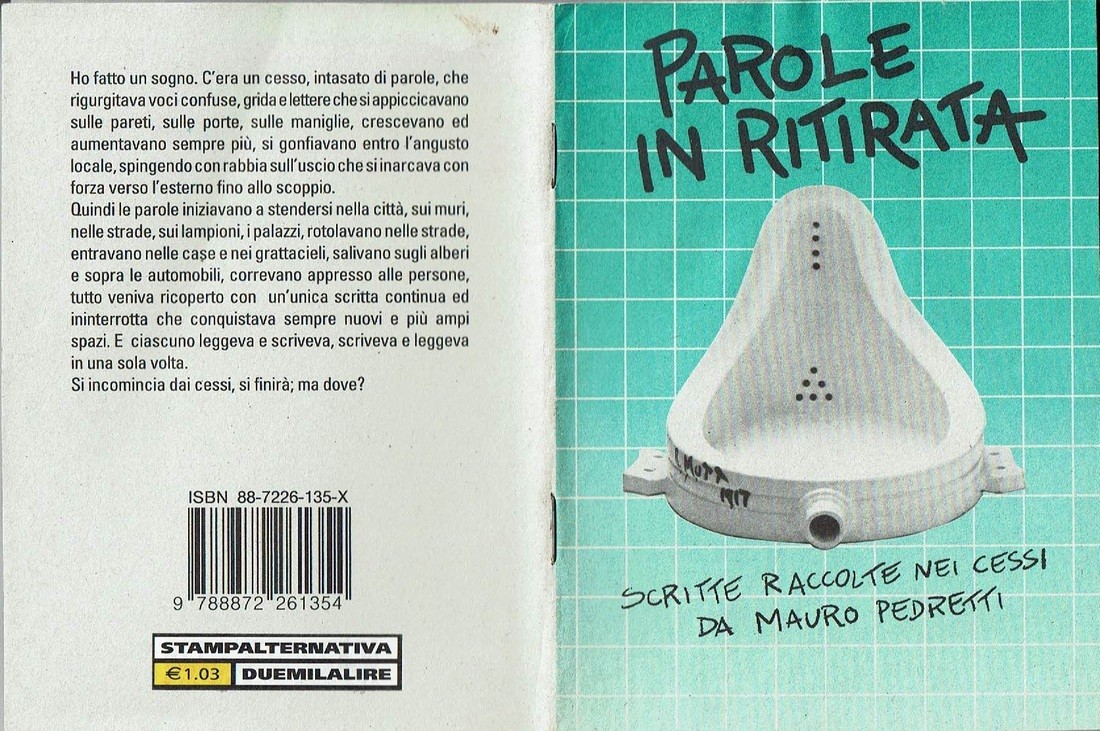 Ho fatto un sogno. C'era un cesso, intasato di parole, che
rigurgitava voci confuse, grida e lettere che si appiccicavano
sulle pareti, sulle porte, sulle maniglie, crescevano ed
aumentavano sempre più, si gonfiavano entro l'angusto
locale, spingendo con rabbia sull'uscio che si inarcava con
forza verso l'esterno fino allo scoppio.
Quindi le parole iniziavano a stendersi nella città, sui muri,
nelle strade, sui lampioni, i palazzi, rotolavano nelle strade,
entravano nelle case e nei grattacieli, salivano sugli alberi
e sopra le automobili, correvano appresso alle persone,
tutto veniva ricoperto con un'unica scritta continua ed
ininterrotta che conquistava sempre nuovi e più ampi
spazi. E ciascuno leggeva e scriveva, scriveva e leggeva
in una sola volta.
Si incomincia dai cessi, si finirà; ma dove?
ISBN 88-7226-135-X
9 788872 261354
STAMPALTERNATIVA
€1.03 DUEMILALIRE
PAROLE
IN RITIRATA
R. MUTT
1917
SCRITTE RACCOLTE NEI CESSI
DA MAURO PEDRETTI